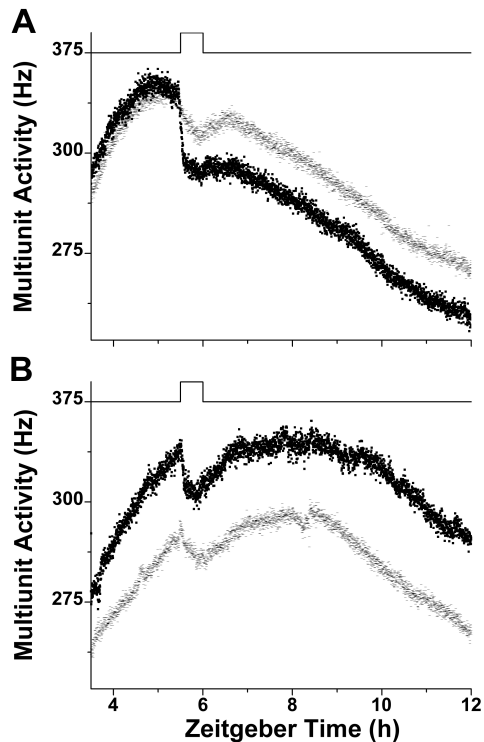 A
375
300
275
Multiunit Activity (Hz)
B
375
300
275
Multiunit Activity (Hz)
4 6 8 10 12
Zeitgeber Time (h)